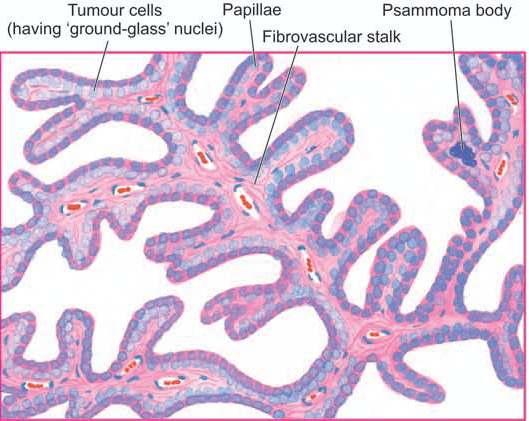 Tumour cells
(having ‘ground-glass’ nuclei)
Papillae
Fibrovascular stalk
Psammoma body